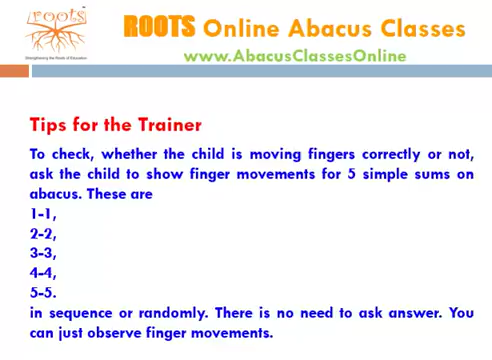 roots
Strengthening the Roots of Education
ROOTS Online Abacus Classes
www.AbacusClassesOnline
Tips for the Trainer
To check, whether the child is moving fingers correctly or not,
ask the child to show finger movements for 5 simple sums on
abacus. These are
1-1,
2-2,
3-3,
4-4,
5-5.
in sequence or randomly. There is no need to ask answer. You
can just observe finger movements.